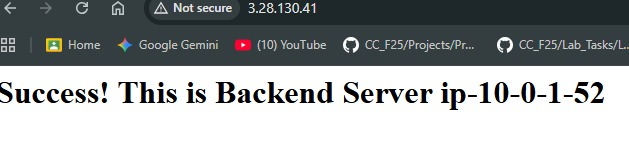 Not secure 3.28.130.41
Home Google Gemini (10) YouTube CC_F25/Projects/Pr... CC_F25/Lab_Tasks/L...
Success! This is Backend Server ip-10-0-1-52